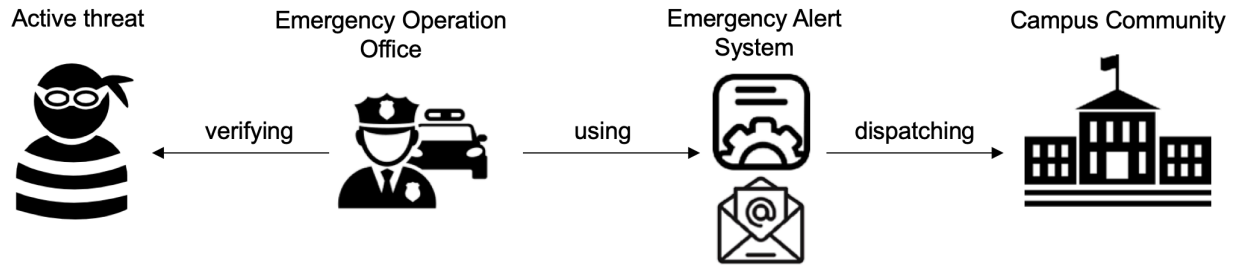 Active threat
Emergency Operation
Office
Emergency Alert
System
Campus Community
verifying
using
dispatching
@